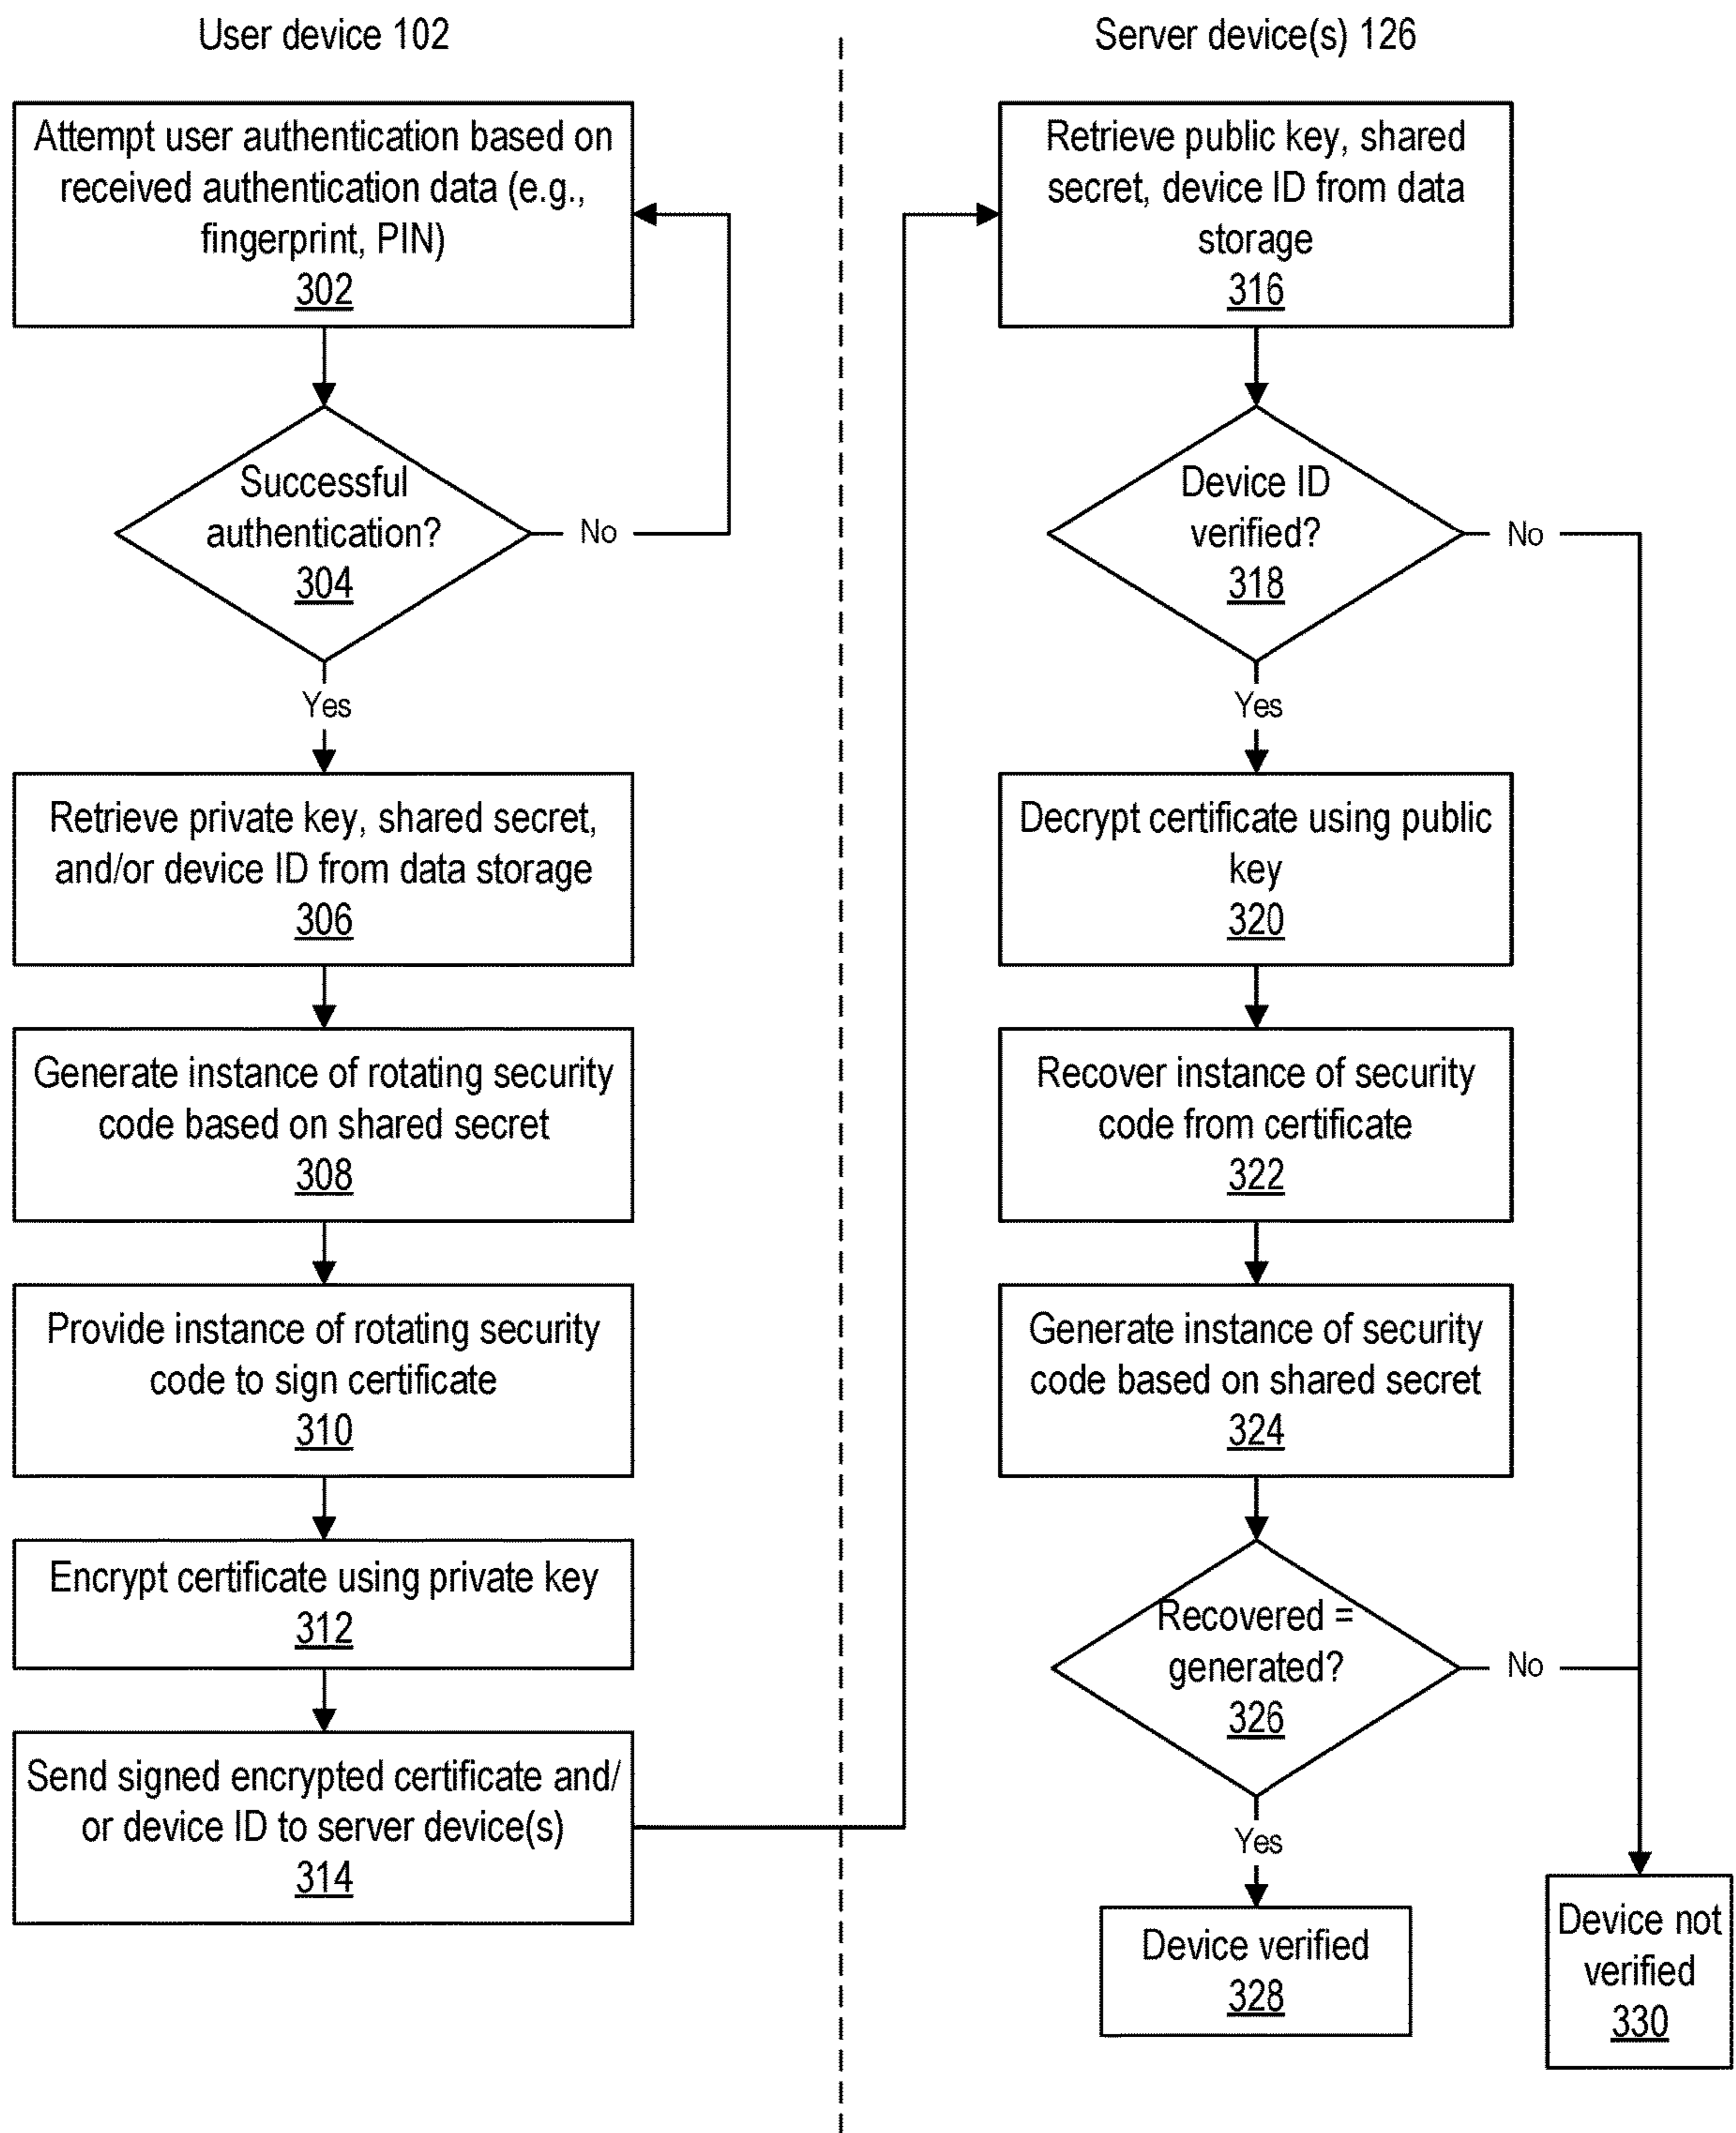 User device 102
Attempt user authentication based on
received authentication data (e.g.,
fingerprint, PIN)
302
Successful
authentication?
304
No
Yes
Retrieve private key, shared secret,
and/or device ID from data storage
306
Generate instance of rotating security
code based on shared secret
308
Provide instance of rotating security
code to sign certificate
310
Encrypt certificate using private key
312
Send signed encrypted certificate and/
or device ID to server device(s)
314
Server device(s) 126
Retrieve public key, shared
secret, device ID from data
storage
316
Device ID
verified?
318
No
Yes
Decrypt certificate using public
key
320
Recover instance of security
code from certificate
322
Generate instance of security
code based on shared secret
324
Recovered =
generated?
326
No
Yes
Device verified
328
Device not
verified
330